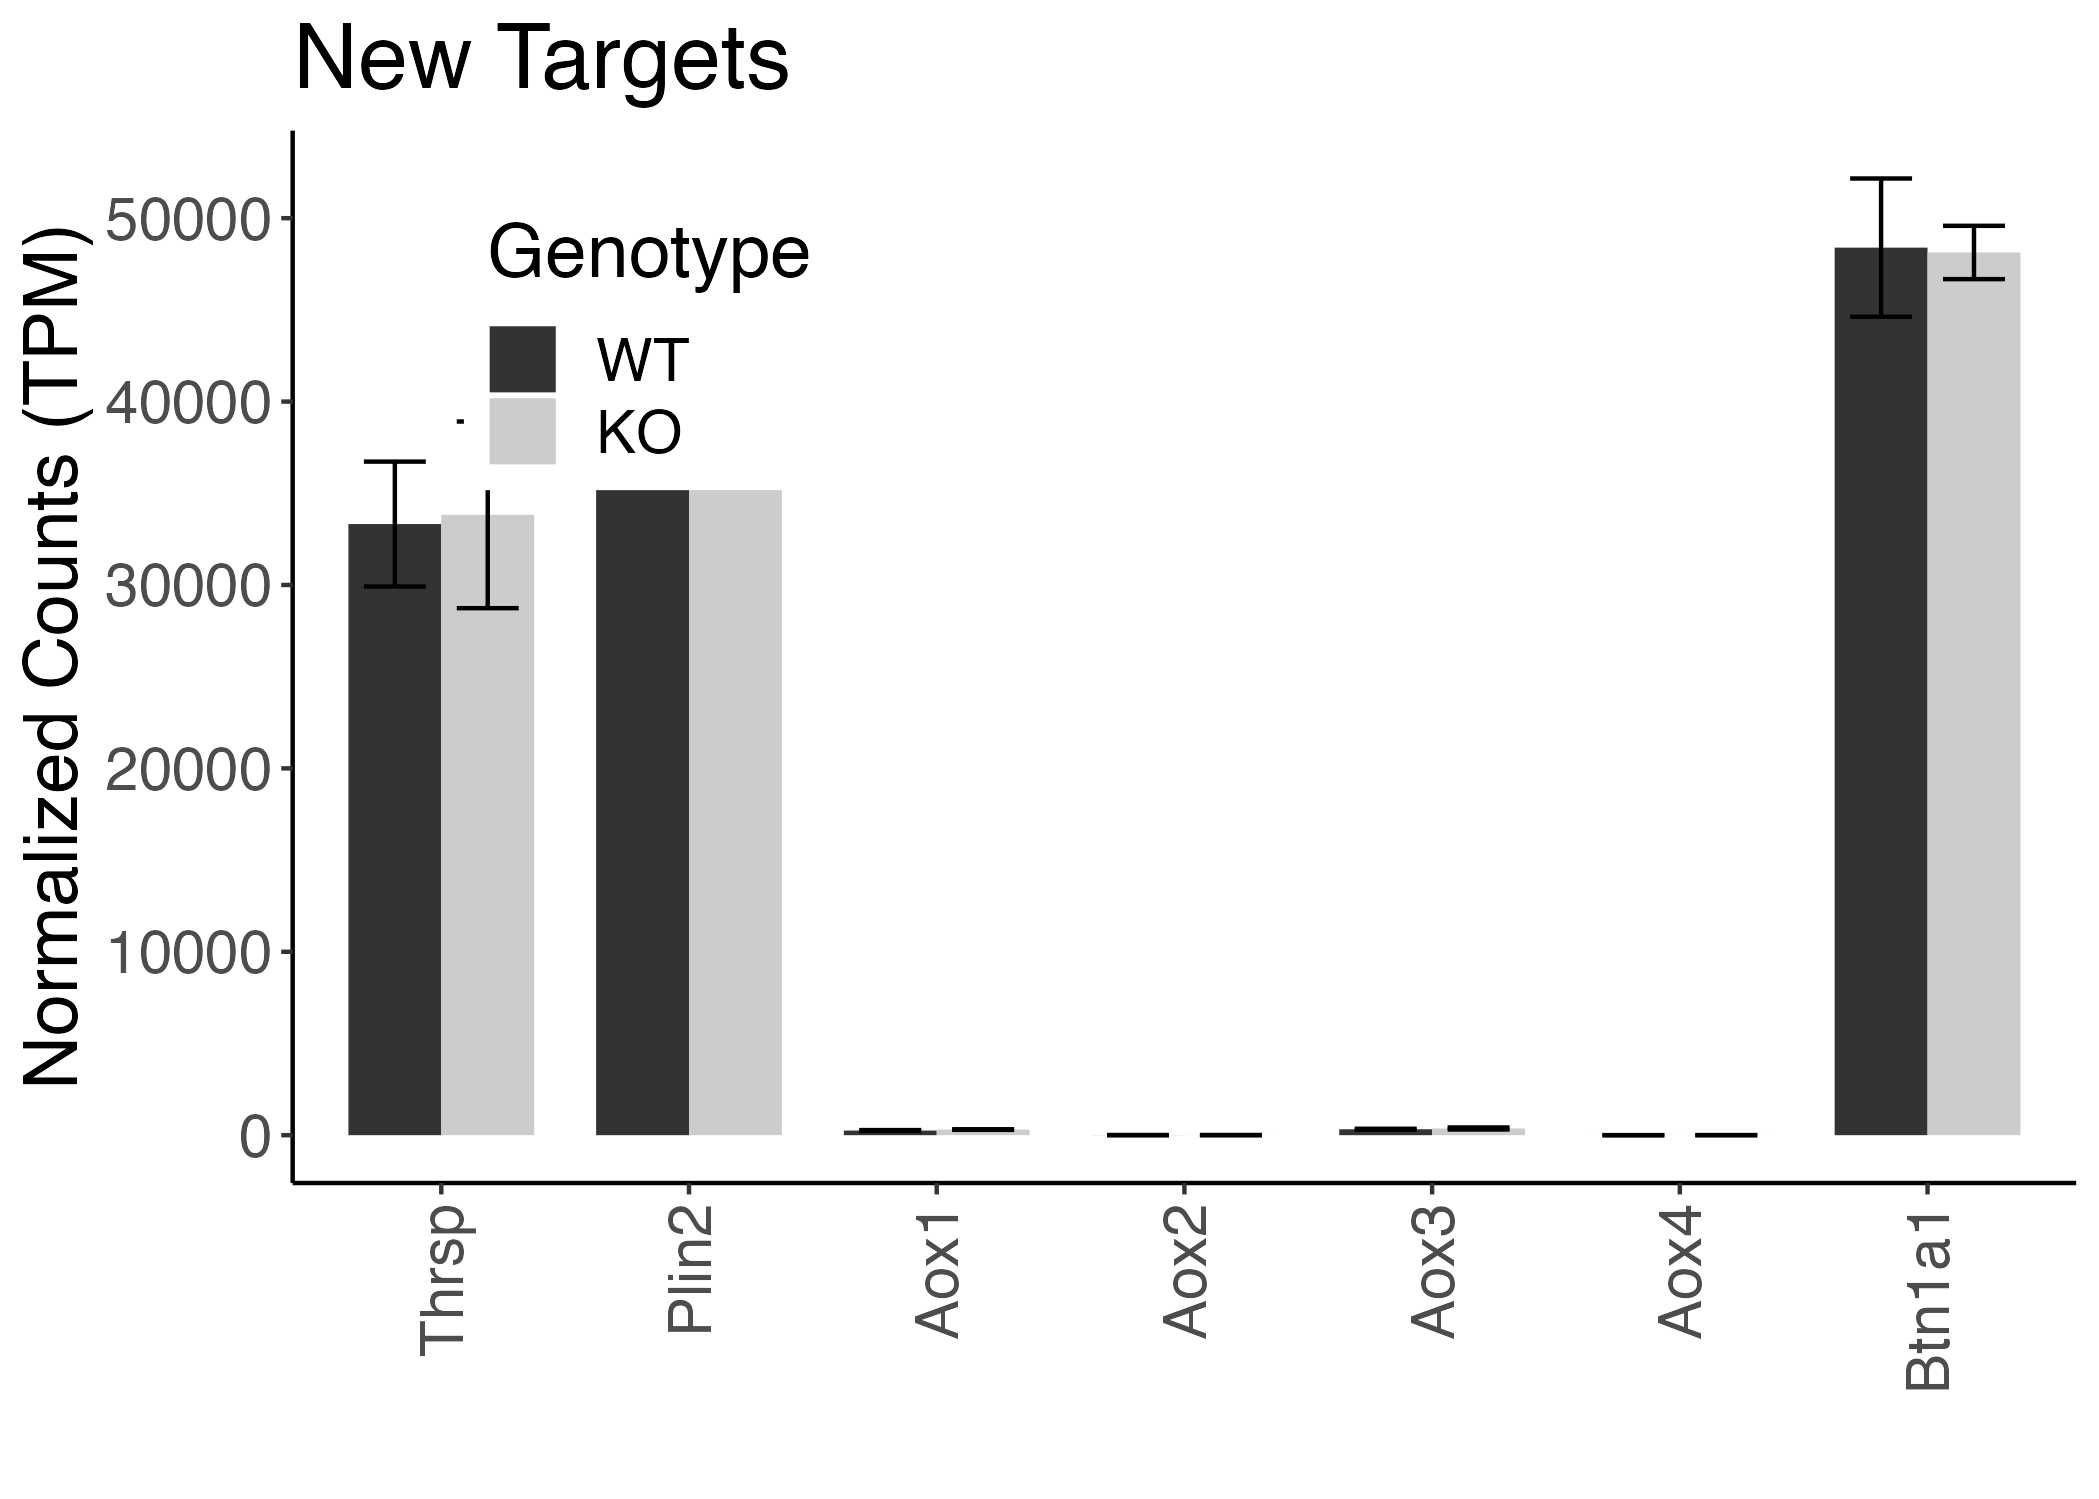 New Targets
Normalized Counts (TPM)
50000
40000
30000
20000
10000
0
Genotype
WT
KO
Thrsp
Plin2
Aox1
Aox2
Aox3
Aox4
Btn1a1